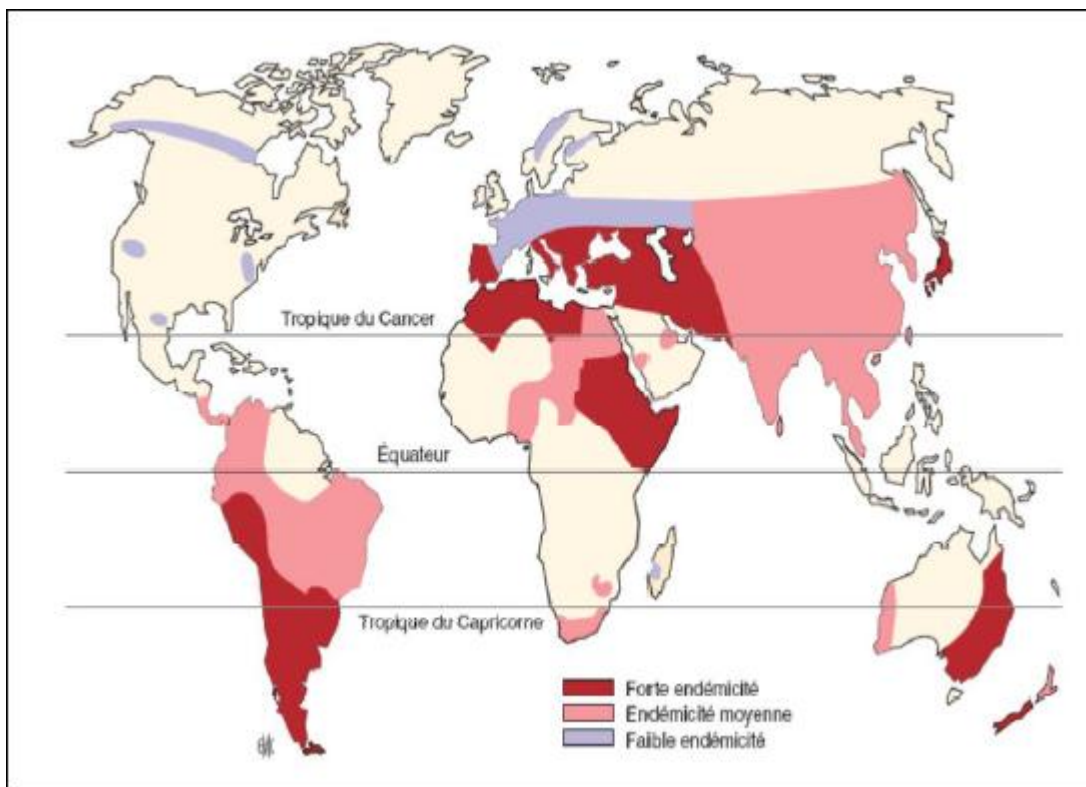 Tropique du Cancer
Équateur
Tropique du Capricorne
Forte endémicité
Endémicité moyenne
Faible endémicité